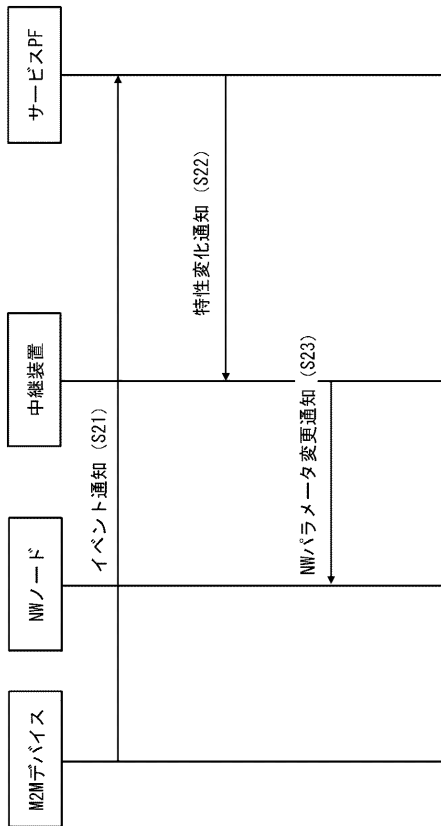 M2Mデバイス
NWノード
中継装置
サービスPF
イベント通知 (S21)
特性変化通知 (S22)
NWパラメータ変更通知 (S23)